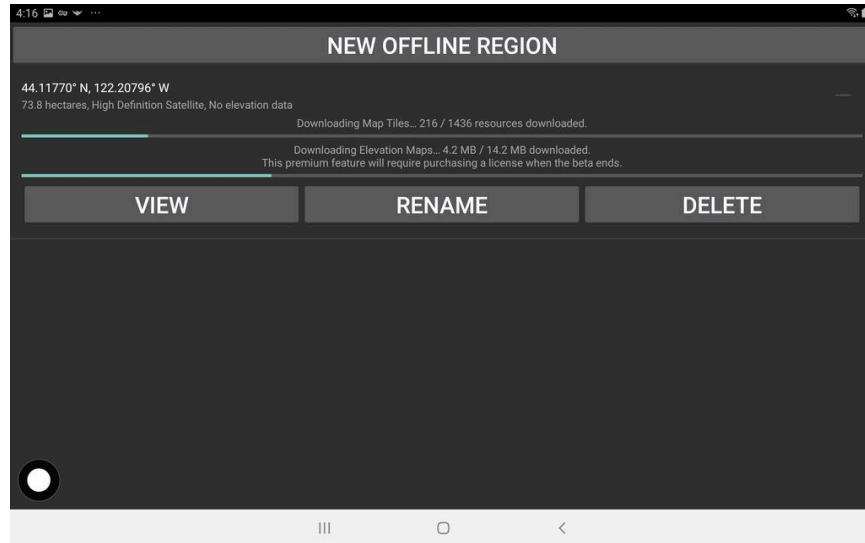 4:16
NEW OFFLINE REGION
44.11770° N, 122.20796° W
73.8 hectares, High Definition Satellite, No elevation data
Downloading Map Tiles... 216 / 1436 resources downloaded.
Downloading Elevation Maps... 4.2 MB / 14.2 MB downloaded.
This premium feature will require purchasing a license when the beta ends.
VIEW
RENAME
DELETE